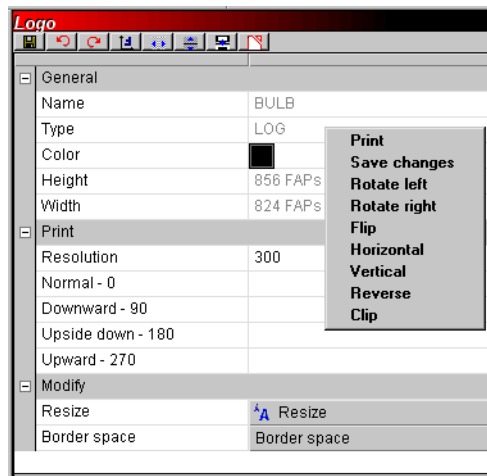 Logo
General
Name BULB
Type LOG
Color
Height 856 FAPs
Width 824 FAPs
Print
Resolution 300
Normal - 0
Downward - 90
Upside down - 180
Upward - 270
Modify
Resize A Resize
Border space Border space
Print
Save changes
Rotate left
Rotate right
Flip
Horizontal
Vertical
Reverse
Clip